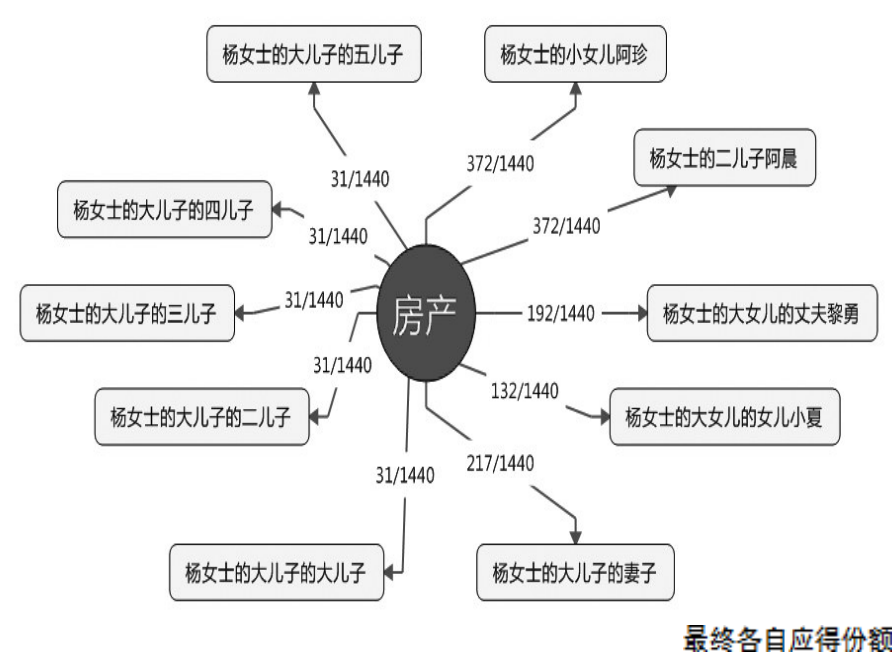 杨女士的大儿子的五儿子
杨女士的小女儿阿珍
杨女士的二儿子阿晨
31/1440
372/1440
杨女士的大儿子的四儿子
31/1440
372/1440
杨女士的大儿子的三儿子
31/1440
房产
192/1440
杨女士的大女儿的丈夫黎勇
31/1440
132/1440
杨女士的大儿子的二儿子
杨女士的大女儿的女儿小夏
31/1440
217/1440
杨女士的大儿子的大儿子
杨女士的大儿子的妻子
最终各自应得份额